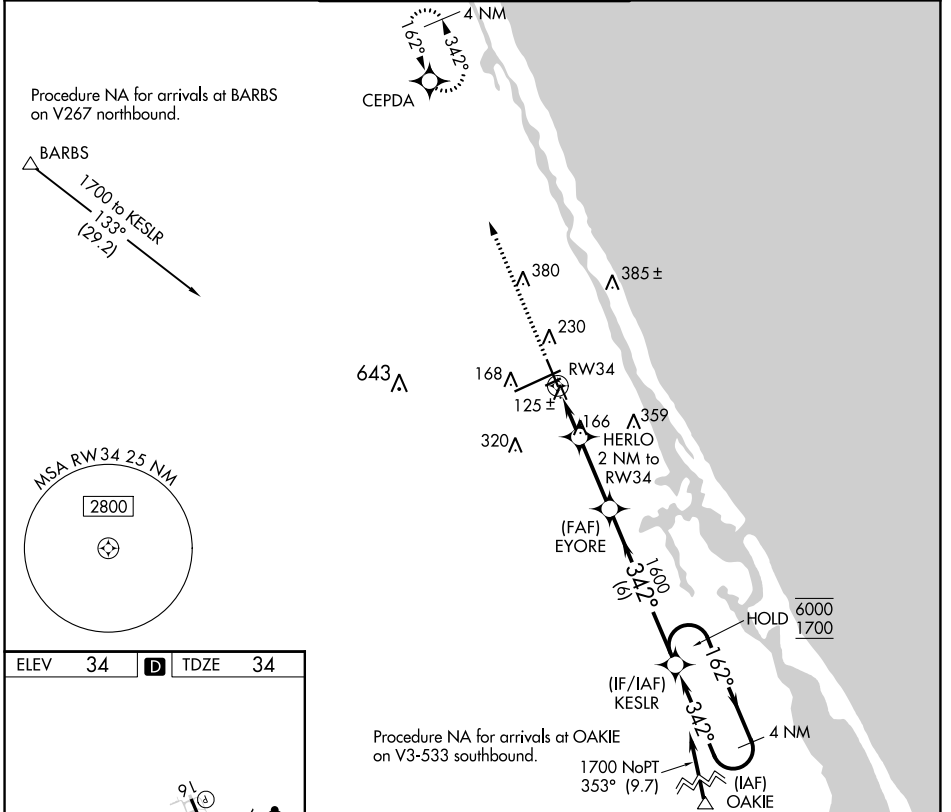 4 NM
162°
342°
CEPDA
Procedure NA for arrivals at BARBS
on V267 northbound.
BARBS
1700 to KESLR
133°
(29.2)
380
385 ±
230
643
168
RW34
125 ±
166
359
320
HERLO
2 NM to
RW34
MSA RW34 25 NM
2800
(FAF)
EYORE
1600
342°
(6)
HOLD
6000
1700
162°
(IF/IAF)
KESLR
342°
4 NM
ELEV 34 D TDZE 34
Procedure NA for arrivals at OAKIE
on V3-533 southbound.
1700 NoPT
353° (9.7)
(IAF)
OAKIE
16
P